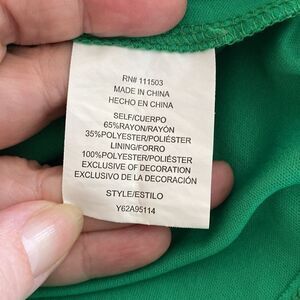 RN# 111503
MADE IN CHINA
HECHO EN CHINA
SELF/CUERPO
65%RAYON/RAYÓN
35%POLYESTER/POLIÉSTER
LINING/FORRO
100%POLYESTER/POLIÉSTER
EXCLUSIVE OF DECORATION
EXCLUSIVO DE LA DECORACIÓN
STYLE/ESTILO
Y62A95114